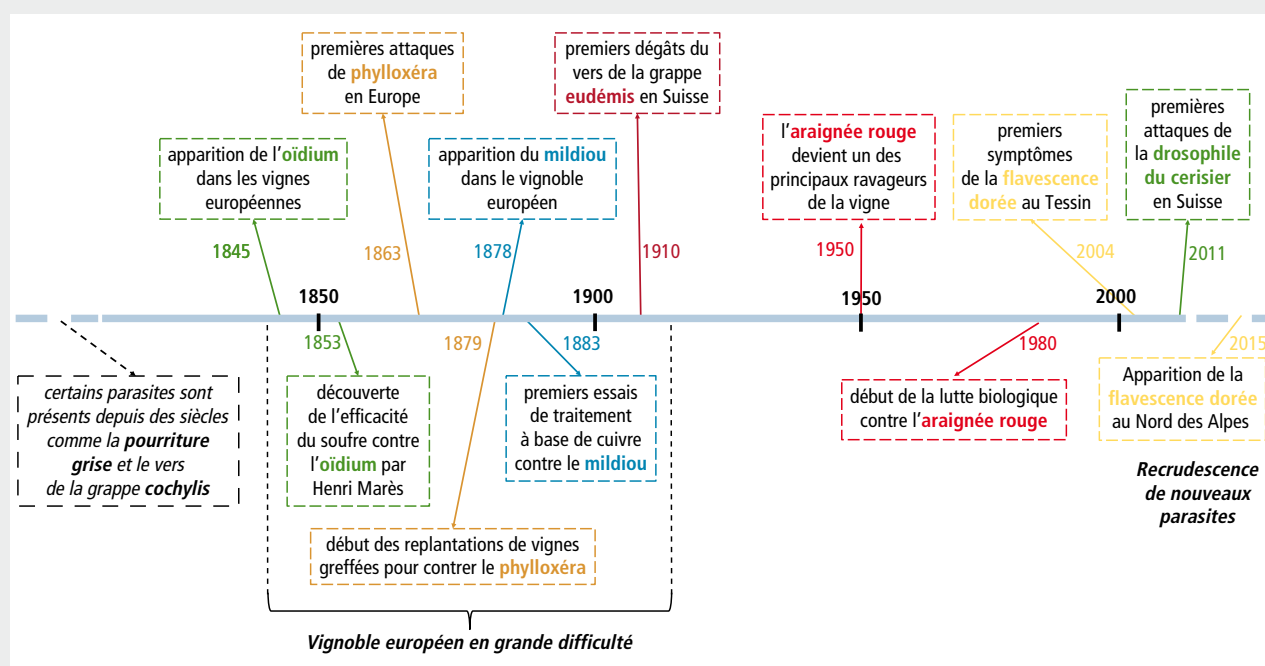 premières attaques
de phylloxéra
en Europe
premiers dégâts du
vers de la grappe
eudémis en Suisse
apparition de l'oïdium
dans les vignes
européennes
apparition du mildiou
dans le vignoble
européen
l'araignée rouge
devient un des
principaux ravageurs
de la vigne
premiers
symptômes
de la flavescence
dorée au Tessin
premières
attaques de
la drosophile
du cerisier
en Suisse
1845
1863
1878
1910
1950
2004
2011
1850
1900
1950
2000
1853
1879
1883
1980
2015
certains parasites sont
présents depuis des siècles
comme la pourriture
grise et le vers
de la grappe cochylis
découverte
de l'efficacité
du soufre contre
l'oïdium par
Henri Marès
premiers essais
de traitement
à base de cuivre
contre le mildiou
début de la lutte biologique
contre l'araignée rouge
Apparition de la
flavescence dorée
au Nord des Alpes
Recrudescence
de nouveaux
parasites
début des replantations de vignes
greffées pour contrer le phylloxéra
Vignoble européen en grande difficulté